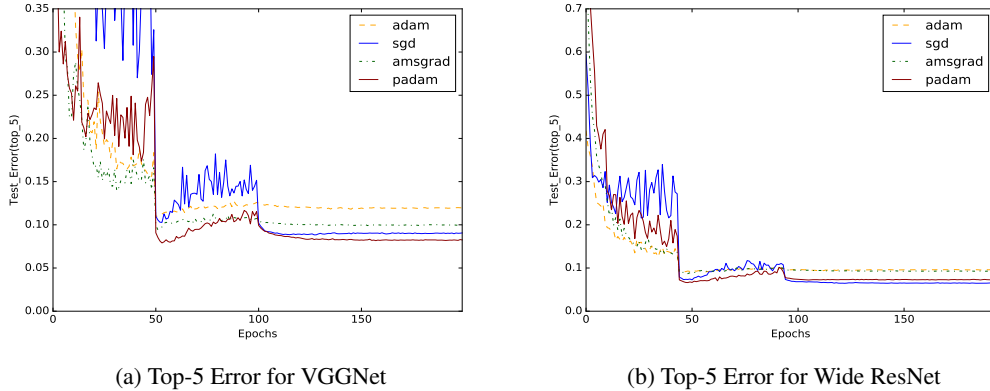 0.35
0.30
0.25
0.20
0.15
0.10
0.05
0.00
Test_Error(top_5)
0 50 100 150
Epochs
adam
sgd
amsgrad
padam
(a) Top-5 Error for VGGNet
0.7
0.6
0.5
0.4
0.3
0.2
0.1
0.0
Test_Error(top_5)
0 50 100 150
Epochs
adam
sgd
amsgrad
padam
(b) Top-5 Error for Wide ResNet